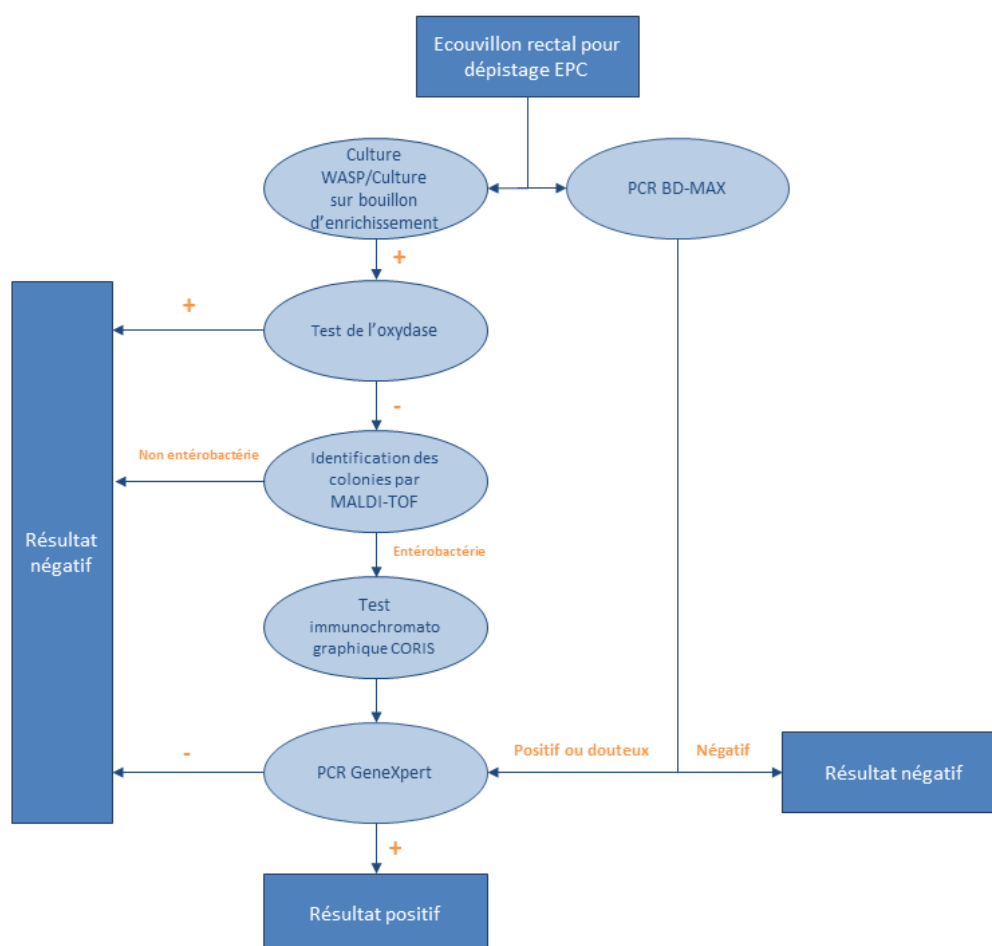 Ecouvillon rectal pour
dépistage EPC
Culture
WASP/Culture
sur bouillon
d'enrichissement
PCR BD-MAX
+
+
Test de l'oxydase
-
Non entérobactérie
Identification des
colonies par
MALDI-TOF
Résultat
négatif
Entérobactérie
Test
immunochromato
graphique CORIS
-
PCR GeneXpert
Positif ou douteux
Négatif
Résultat négatif
+
Résultat positif